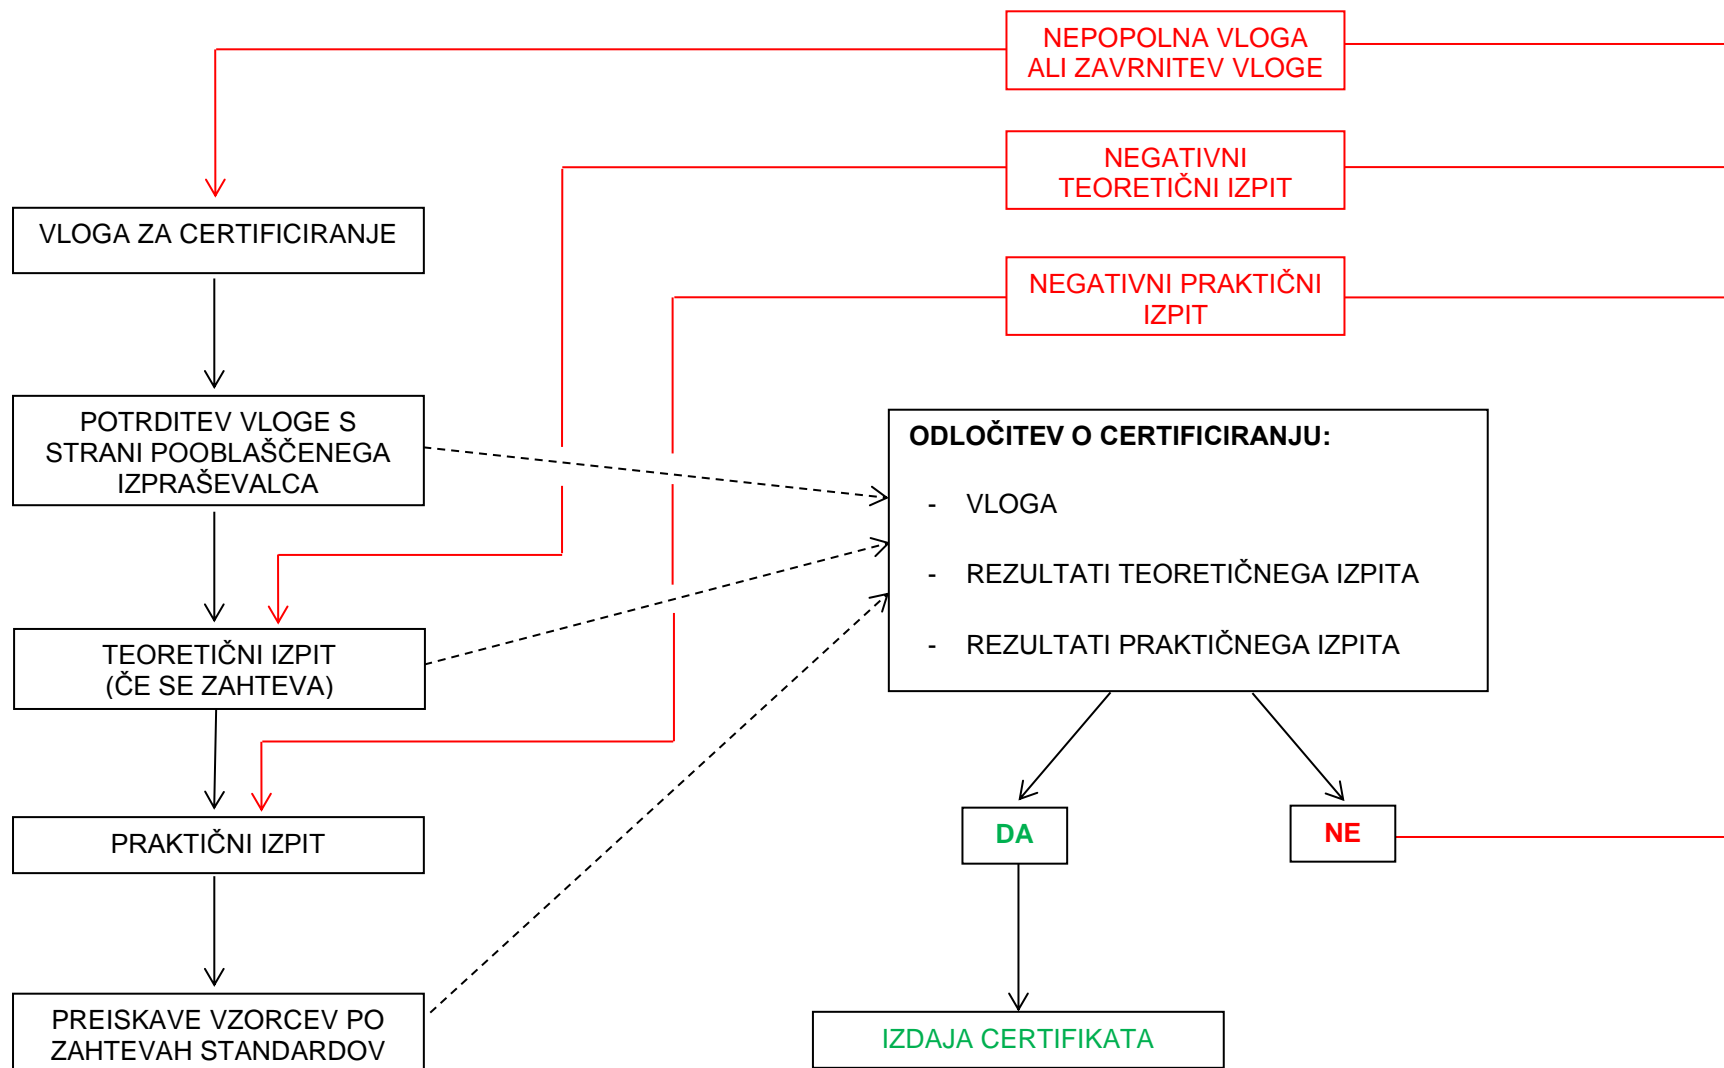 NEPOPOLNA VLOGA
ALI ZAVRNITEV VLOGE
NEGATIVNI
TEORETIČNI IZPIT
NEGATIVNI PRAKTIČNI
IZPIT
VLOGA ZA CERTIFICIRANJE
POTRDITEV VLOGE S
STRANI POOBLAŠČENEGA
IZPRAŠEVALCA
TEORETIČNI IZPIT
(ČE SE ZAHTEVA)
PRAKTIČNI IZPIT
PREISKAVE VZORCEV PO
ZAHTEVAH STANDARDOV
ODLOČITEV O CERTIFICIRANJU:
- VLOGA
- REZULTATI TEORETIČNEGA IZPITA
- REZULTATI PRAKTIČNEGA IZPITA
DA
NE
IZDAJA CERTIFIKATA